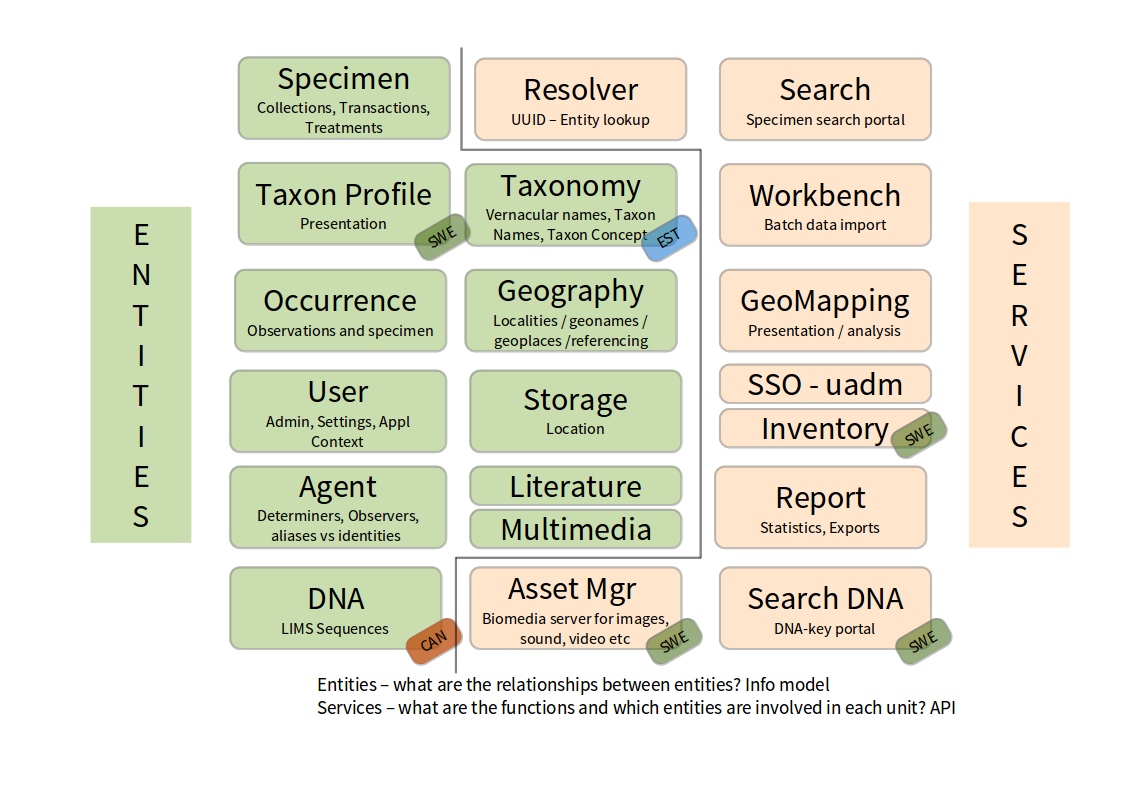 Specimen
Collections, Transactions,
Treatments
Resolver
UUID – Entity lookup
Search
Specimen search portal
Taxon Profile
Presentation
SWE
Taxonomy
Vernacular names, Taxon
Names, Taxon Concept
EST
Workbench
Batch data import
E
N
T
I
T
I
E
S
Occurrence
Observations and specimen
Geography
Localities / geonames /
geoplaces /referencing
GeoMapping
Presentation / analysis
S
E
R
V
I
C
E
S
User
Admin, Settings, Appl
Context
Storage
Location
SSO - uadm
Inventory
SWE
Agent
Determiners, Observers,
aliases vs identities
Literature
Multimedia
Report
Statistics, Exports
DNA
LIMS Sequences
CAN
Asset Mgr
Biomedia server for images,
sound, video etc
SWE
Search DNA
DNA-key portal
SWE
Entities – what are the relationships between entities? Info model
Services – what are the functions and which entities are involved in each unit? API